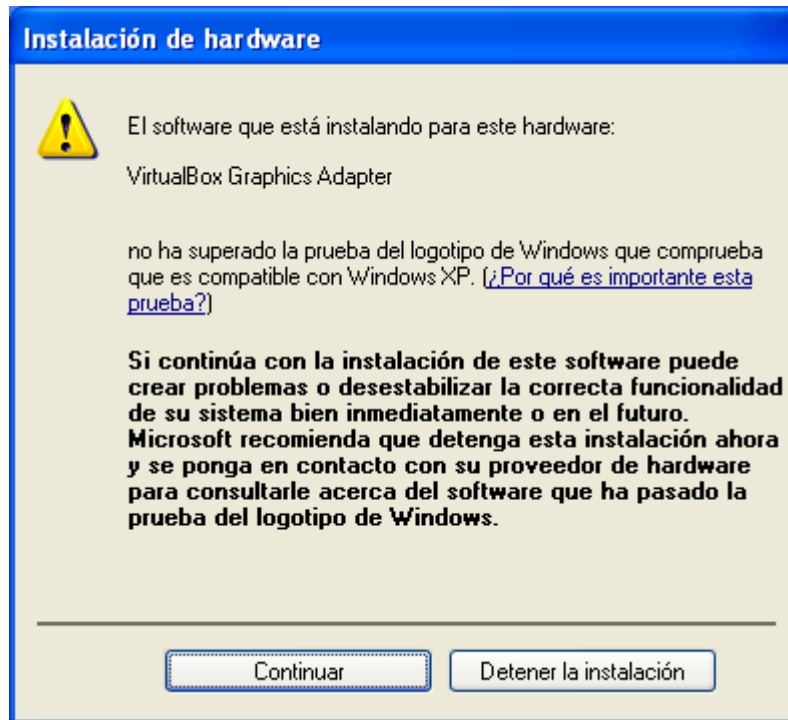 Instalación de hardware
El software que está instalando para este hardware:
VirtualBox Graphics Adapter
no ha superado la prueba del logotipo de Windows que comprueba
que es compatible con Windows XP. (¿Por qué es importante esta
prueba?)
Si continúa con la instalación de este software puede
crear problemas o desestabilizar la correcta funcionalidad
de su sistema bien inmediatamente o en el futuro.
Microsoft recomienda que detenga esta instalación ahora
y se ponga en contacto con su proveedor de hardware
para consultarle acerca del software que ha pasado la
prueba del logotipo de Windows.
Continuar
Detener la instalación